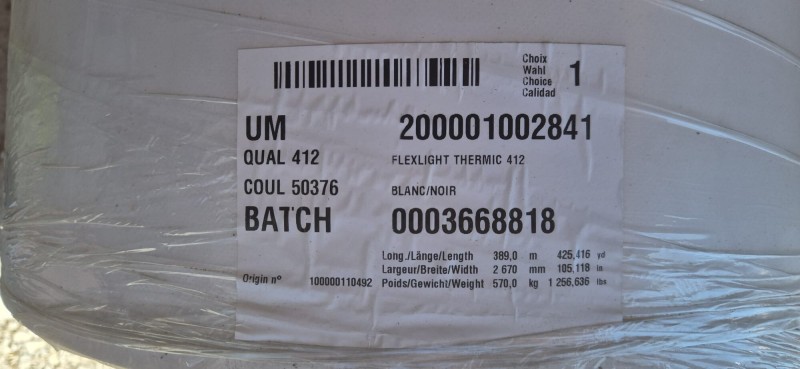 Choix
Wahl
Choice
Calidad
1
UM 200001002841
QUAL 412 FLEXLIGHT THERMIC 412
COUL 50376 BLANC/NOIR
BATCH 0003668818
Long./Länge/Length 389,0 m 425,416 yd
Largeur/Breite/Width 2 670 mm 105,118 in
Origin n° 100000110492 Poids/Gewicht/Weight 570,0 kg 1 256,636 lbs